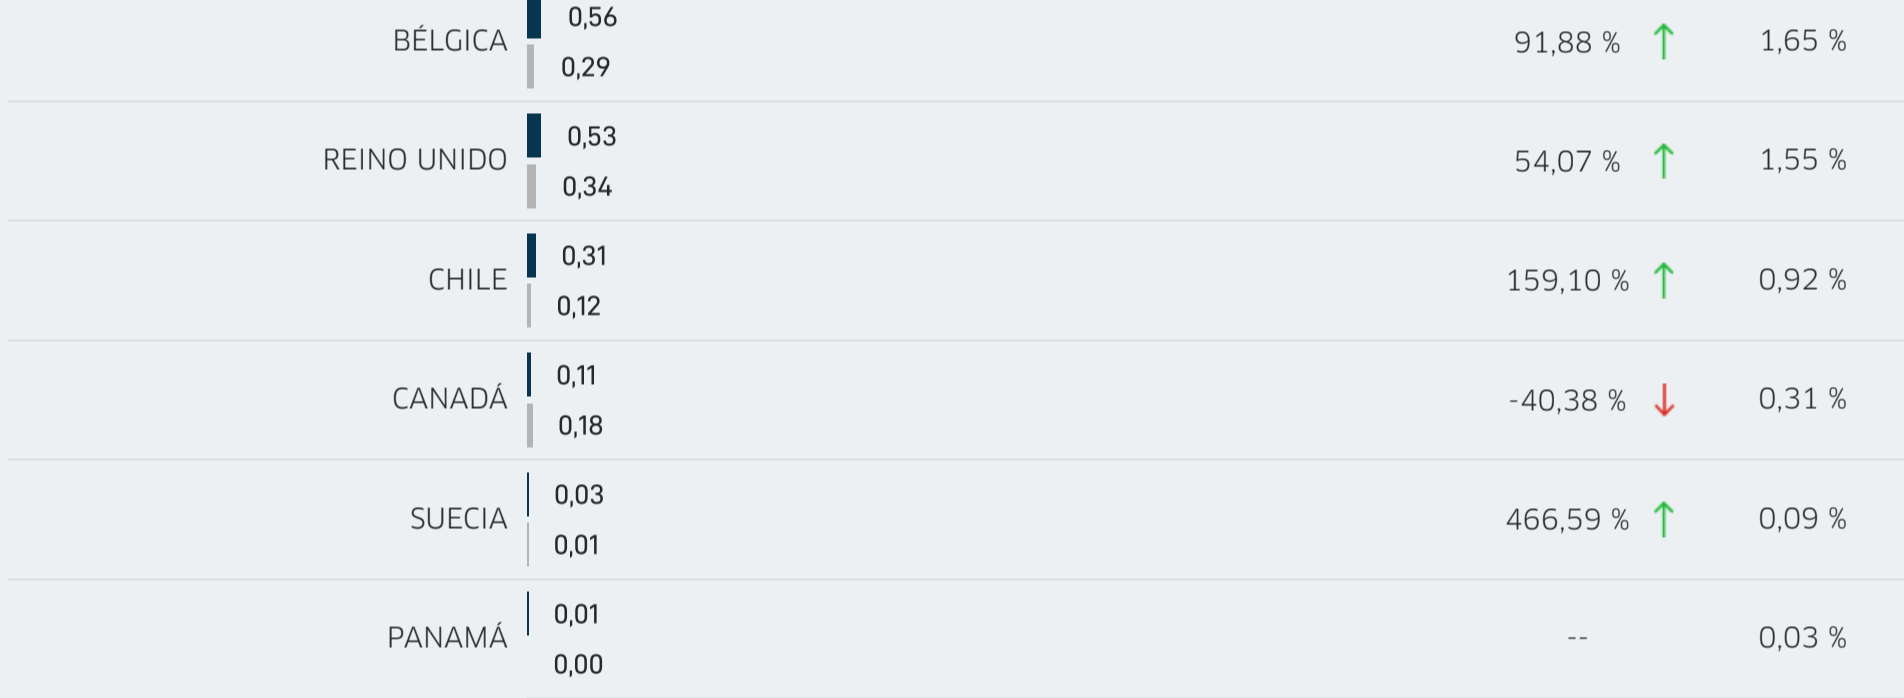 BÉLGICA 0,56 0,29 91,88 % 1,65 %
REINO UNIDO 0,53 0,34 54,07 % 1,55 %
CHILE 0,31 0,12 159,10 % 0,92 %
CANADÁ 0,11 0,18 -40,38 % 0,31 %
SUECIA 0,03 0,01 466,59 % 0,09 %
PANAMÁ 0,01 0,00 -- 0,03 %